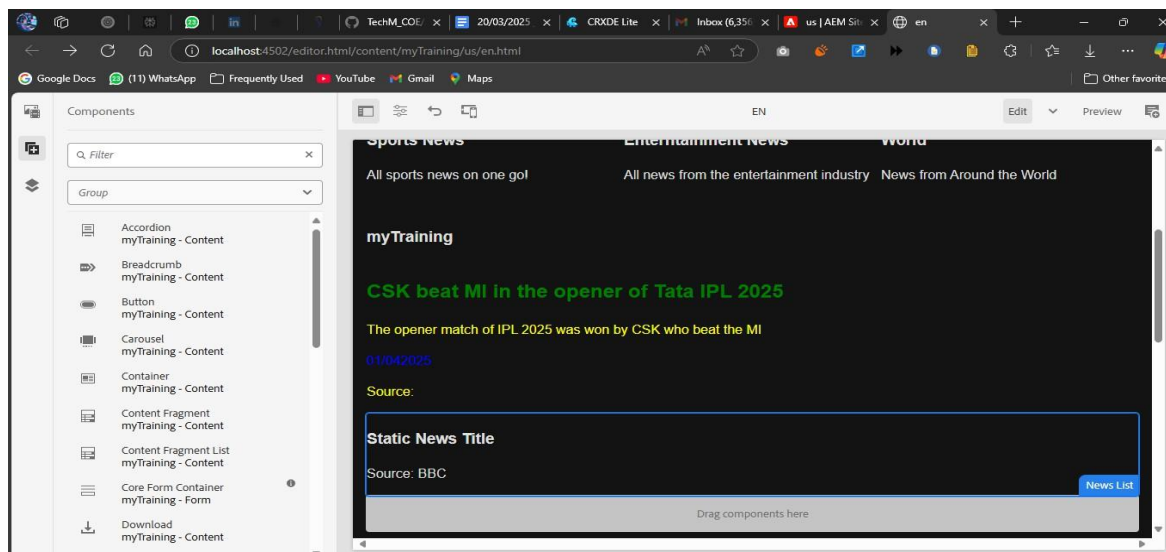 TechM_COE/
20/03/2025
CRXDE Lite
Inbox (6,356
us | AEM Sit
en
localhost:4502/editor.html/content/myTraining/us/en.html
Google Docs
(11) WhatsApp
Frequently Used
YouTube
Gmail
Maps
Other favorite
Components
EN
Edit
Preview
Filter
Group
Accordion
myTraining - Content
Breadcrumb
myTraining - Content
Button
myTraining - Content
Carousel
myTraining - Content
Container
myTraining - Content
Content Fragment
myTraining - Content
Content Fragment List
myTraining - Content
Core Form Container
myTraining - Form
Download
myTraining - Content
Sports News
Enterntainment News
World
All sports news on one go!
All news from the entertainment industry
News from Around the World
myTraining
CSK beat MI in the opener of Tata IPL 2025
The opener match of IPL 2025 was won by CSK who beat the MI
01/042025
Source:
Static News Title
Source: BBC
News List
Drag components here